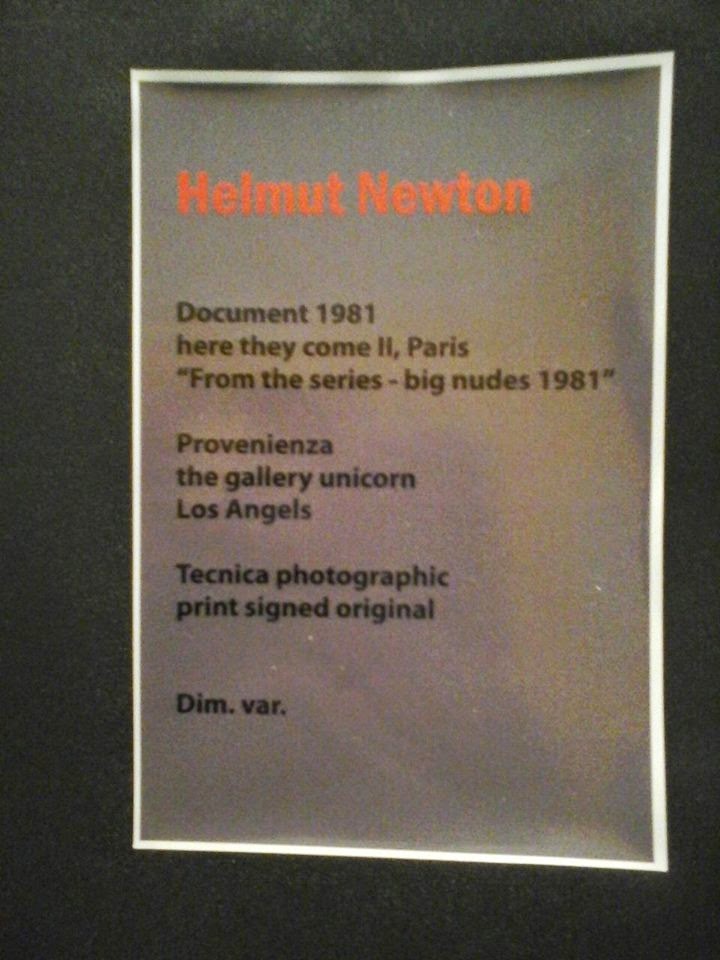 Helmut Newton
Document 1981
here they come II, Paris
“From the series - big nudes 1981”
Provenienza
the gallery unicorn
Los Angels
Tecnica photographic
print signed original
Dim. var.